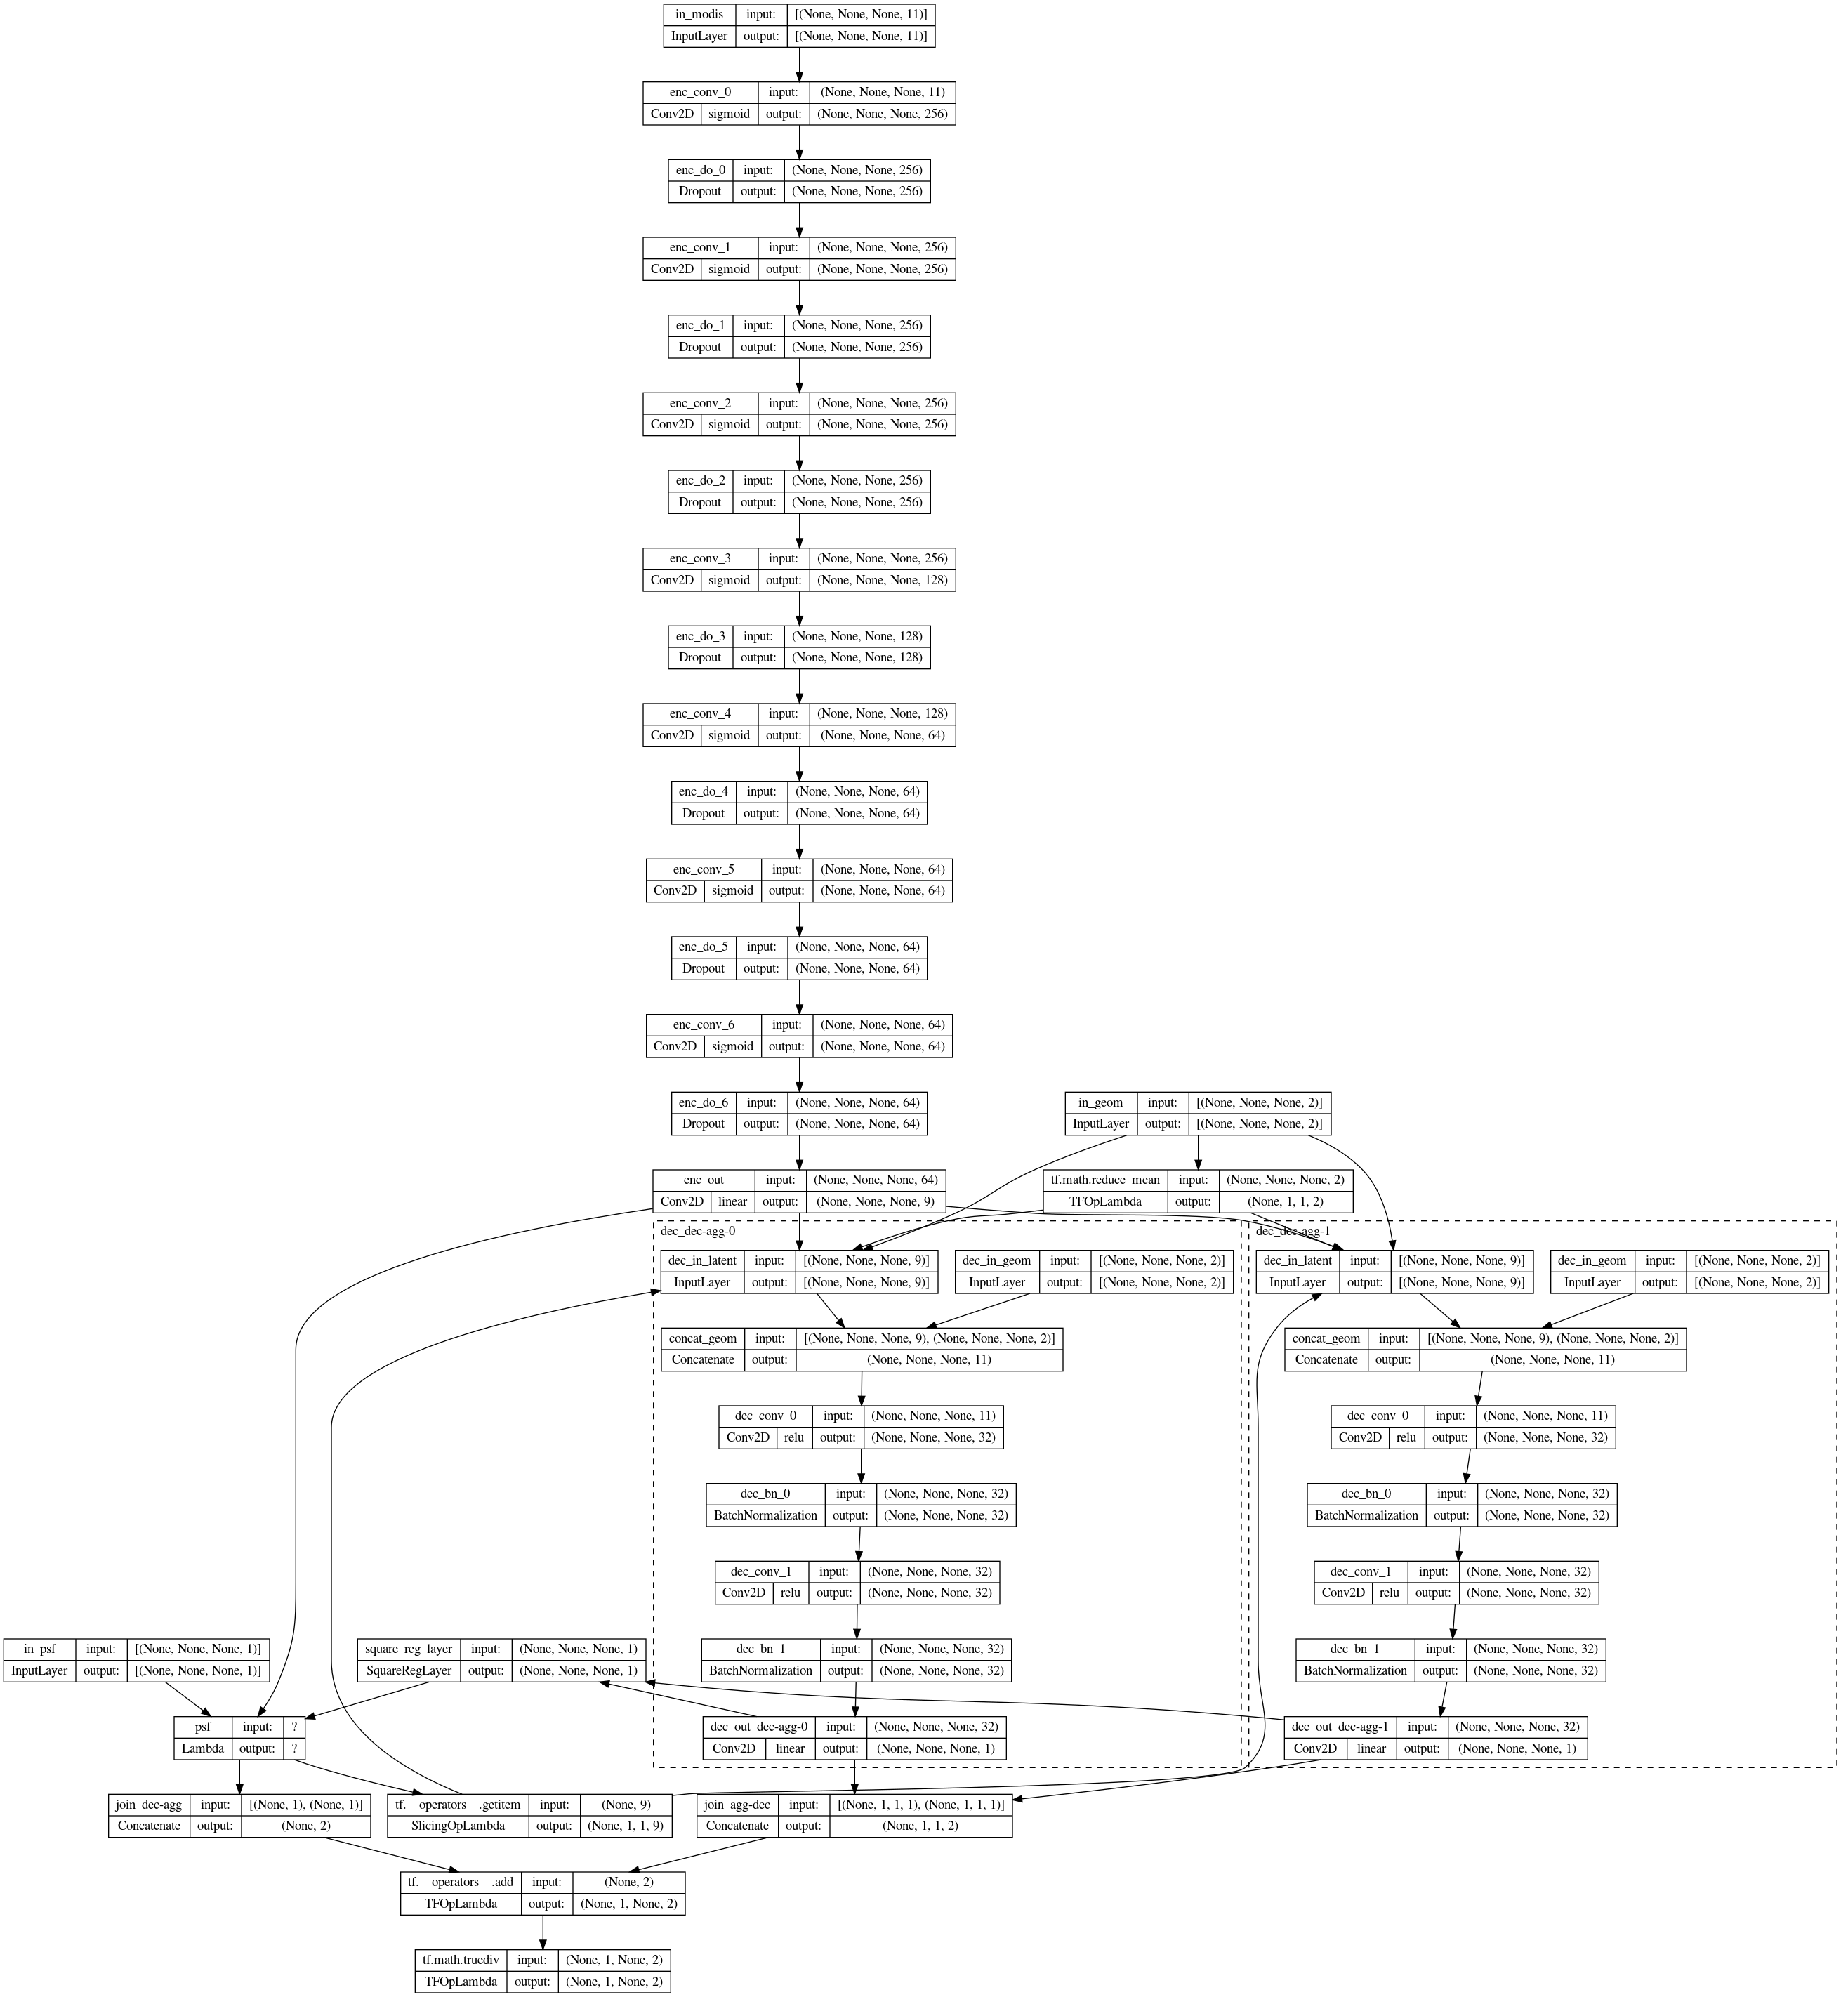 in_modis input: [(None, None, None, 11)]
InputLayer output: [(None, None, None, 11)]
enc_conv_0 input: (None, None, None, 11)
Conv2D sigmoid output: (None, None, None, 256)
enc_do_0 input: (None, None, None, 256)
Dropout output: (None, None, None, 256)
enc_conv_1 input: (None, None, None, 256)
Conv2D sigmoid output: (None, None, None, 256)
enc_do_1 input: (None, None, None, 256)
Dropout output: (None, None, None, 256)
enc_conv_2 input: (None, None, None, 256)
Conv2D sigmoid output: (None, None, None, 256)
enc_do_2 input: (None, None, None, 256)
Dropout output: (None, None, None, 256)
enc_conv_3 input: (None, None, None, 256)
Conv2D sigmoid output: (None, None, None, 128)
enc_do_3 input: (None, None, None, 128)
Dropout output: (None, None, None, 128)
enc_conv_4 input: (None, None, None, 128)
Conv2D sigmoid output: (None, None, None, 64)
enc_do_4 input: (None, None, None, 64)
Dropout output: (None, None, None, 64)
enc_conv_5 input: (None, None, None, 64)
Conv2D sigmoid output: (None, None, None, 64)
enc_do_5 input: (None, None, None, 64)
Dropout output: (None, None, None, 64)
enc_conv_6 input: (None, None, None, 64)
Conv2D sigmoid output: (None, None, None, 64)
enc_do_6 input: (None, None, None, 64)
Dropout output: (None, None, None, 64)
in_geom input: [(None, None, None, 2)]
InputLayer output: [(None, None, None, 2)]
enc_out input: (None, None, None, 64)
Conv2D linear output: (None, None, None, 9)
tf.math.reduce_mean input: (None, None, None, 2)
TFOpLambda output: (None, 1, 1, 2)
dec_dec-agg-0
dec_in_latent input: [(None, None, None, 9)]
InputLayer output: [(None, None, None, 9)]
dec_in_geom input: [(None, None, None, 2)]
InputLayer output: [(None, None, None, 2)]
concat_geom input: [(None, None, None, 9), (None, None, None, 2)]
Concatenate output: (None, None, None, 11)
dec_conv_0 input: (None, None, None, 11)
Conv2D relu output: (None, None, None, 32)
dec_bn_0 input: (None, None, None, 32)
BatchNormalization output: (None, None, None, 32)
dec_conv_1 input: (None, None, None, 32)
Conv2D relu output: (None, None, None, 32)
dec_bn_1 input: (None, None, None, 32)
BatchNormalization output: (None, None, None, 32)
dec_out_dec-agg-0 input: (None, None, None, 32)
Conv2D linear output: (None, None, None, 1)
dec_dec-agg-1
dec_in_latent input: [(None, None, None, 9)]
InputLayer output: [(None, None, None, 9)]
dec_in_geom input: [(None, None, None, 2)]
InputLayer output: [(None, None, None, 2)]
concat_geom input: [(None, None, None, 9), (None, None, None, 2)]
Concatenate output: (None, None, None, 11)
dec_conv_0 input: (None, None, None, 11)
Conv2D relu output: (None, None, None, 32)
dec_bn_0 input: (None, None, None, 32)
BatchNormalization output: (None, None, None, 32)
dec_conv_1 input: (None, None, None, 32)
Conv2D relu output: (None, None, None, 32)
dec_bn_1 input: (None, None, None, 32)
BatchNormalization output: (None, None, None, 32)
dec_out_dec-agg-1 input: (None, None, None, 32)
Conv2D linear output: (None, None, None, 1)
in_psf input: [(None, None, None, 1)]
InputLayer output: [(None, None, None, 1)]
square_reg_layer input: (None, None, None, 1)
SquareRegLayer output: (None, None, None, 1)
psf input: ?
Lambda output: ?
join_dec-agg input: [(None, 1), (None, 1)]
Concatenate output: (None, 2)
tf.__operators__.getitem input: (None, 9)
SlicingOpLambda output: (None, 1, 1, 9)
join_agg-dec input: [(None, 1, 1, 1), (None, 1, 1, 1)]
Concatenate output: (None, 1, 1, 2)
tf.__operators__.add input: (None, 2)
TFOpLambda output: (None, 1, None, 2)
tf.math.truediv input: (None, 1, None, 2)
TFOpLambda output: (None, 1, None, 2)